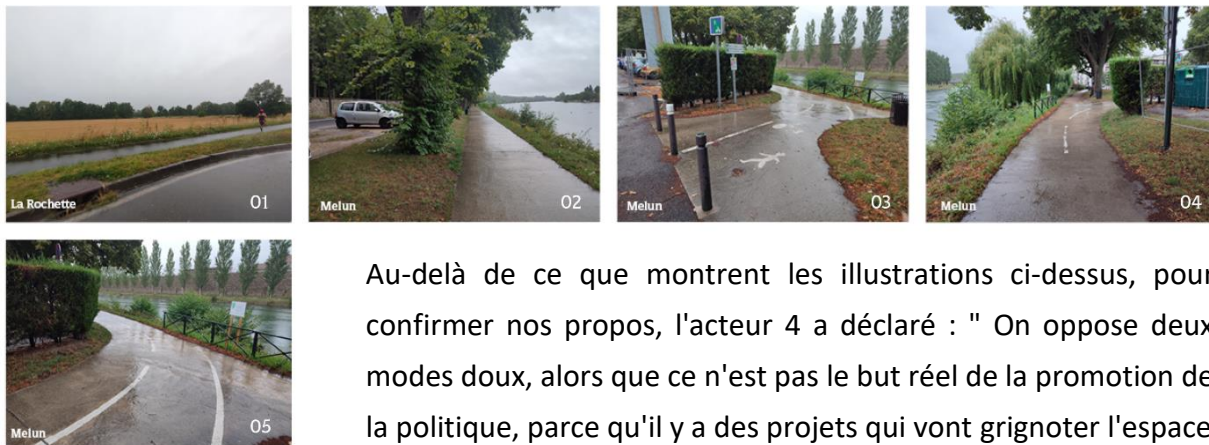 La Rochette 01
Melun 02
Melun 03
Melun 04
Melun 05
Au-delà de ce que montrent les illustrations ci-dessus, pour
confirmer nos propos, l'acteur 4 a déclaré : " On oppose deux
modes doux, alors que ce n'est pas le but réel de la promotion de
la politique, parce qu'il y a des projets qui vont grignoter l'espace